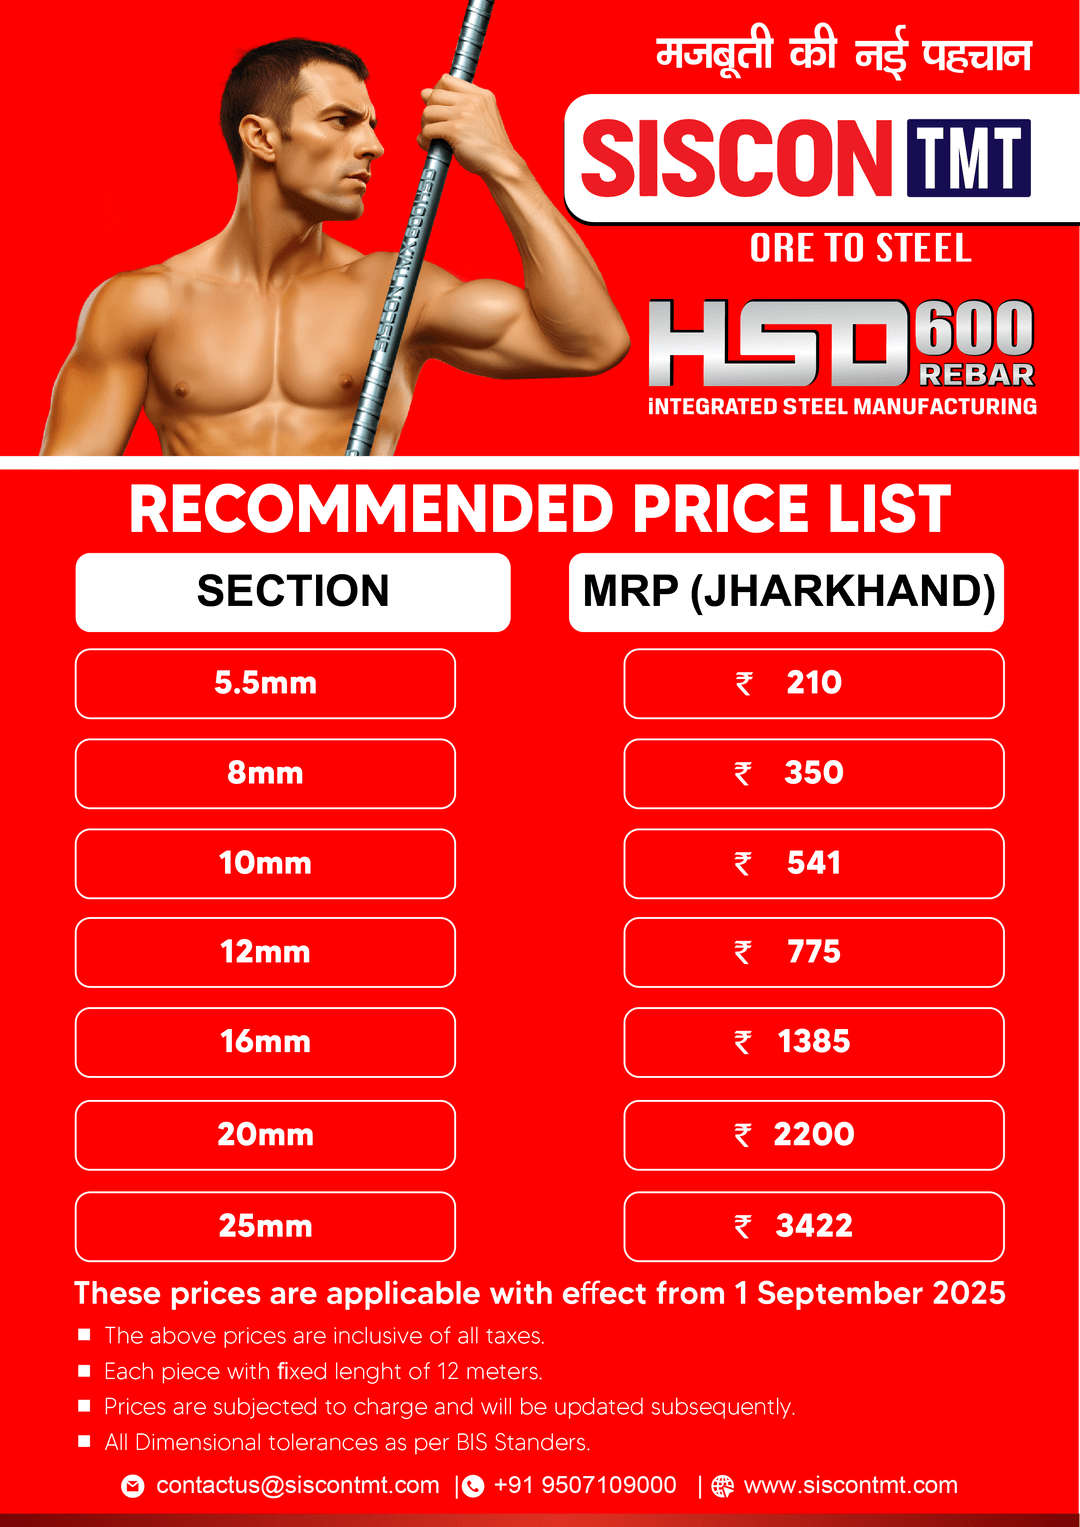 मजबूती की नई पहचान
SISCON TMT
ORE TO STEEL
HSD 600
REBAR
iNTEGRATED STEEL MANUFACTURING
RECOMMENDED PRICE LIST
SECTION MRP (JHARKHAND)
5.5mm ₹ 210
8mm ₹ 350
10mm ₹ 541
12mm ₹ 775
16mm ₹ 1385
20mm ₹ 2200
25mm ₹ 3422
These prices are applicable with effect from 1 September 2025
The above prices are inclusive of all taxes.
Each piece with fixed lenght of 12 meters.
Prices are subjected to charge and will be updated subsequently.
All Dimensional tolerances as per BIS Standers.
contactus@siscontmt.com | +91 9507109000 | www.siscontmt.com